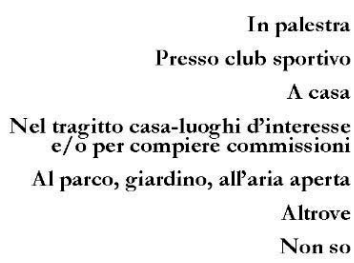 In palestra
Presso club sportivo
A casa
Nel tragitto casa-luoghi d'interesse
e/o per compiere commissioni
Al parco, giardino, all'aria aperta
Altrove
Non so